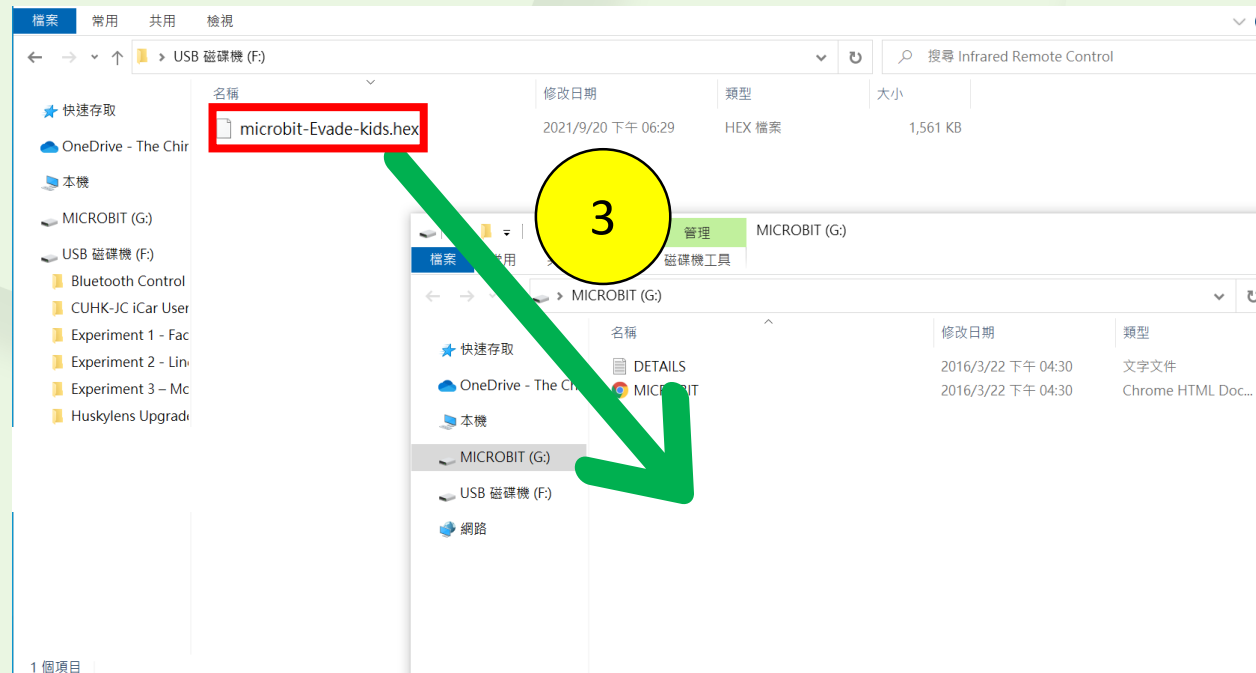 檔案 常用 共用 檢視
USB 磁碟機 (F:)
搜尋 Infrared Remote Control
名稱 修改日期 類型 大小
microbit-Evade-kids.hex 2021/9/20 下午 06:29 HEX 檔案 1,561 KB
快速存取
OneDrive - The Chir
本機
MICROBIT (G:)
USB 磁碟機 (F:)
Bluetooth Control
CUHK-JC iCar User
Experiment 1 - Fac
Experiment 2 - Lin
Experiment 3 – Mc
Huskylens Upgrade
1 個項目
3
管理 MICROBIT (G:)
檔案 常用 磁碟機工具
MICROBIT (G:)
名稱 修改日期 類型
快速存取
DETAILS 2016/3/22 下午 04:30 文字文件
OneDrive - The Ch
MICROBIT 2016/3/22 下午 04:30 Chrome HTML Doc...
本機
MICROBIT (G:)
USB 磁碟機 (F:)
網路